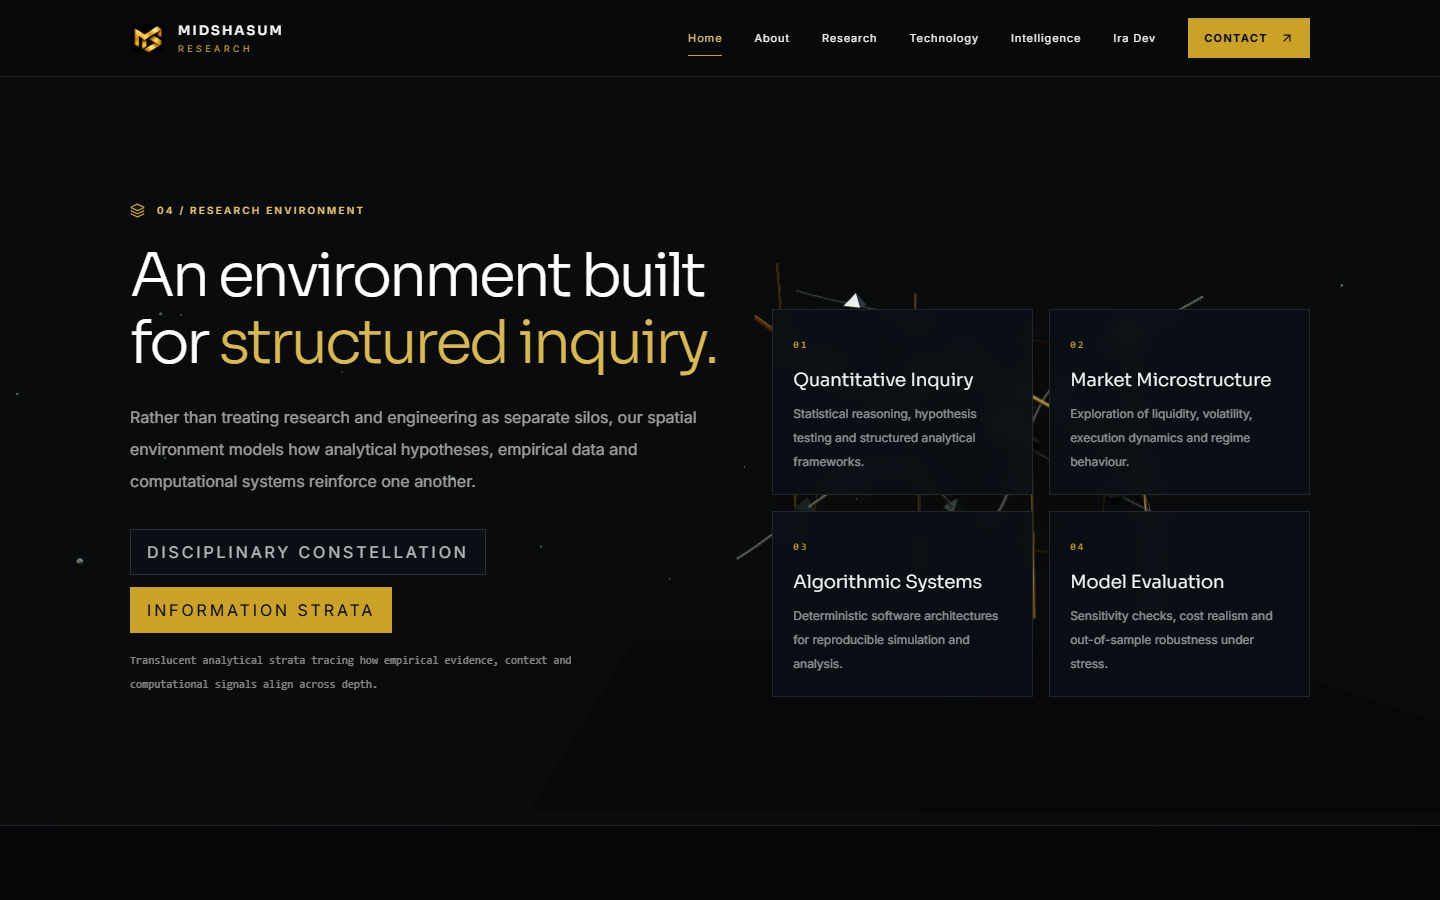 MIDSHASUM
RESEARCH
Home
About
Research
Technology
Intelligence
Ira Dev
CONTACT
04 / RESEARCH ENVIRONMENT
An environment built
for structured inquiry.
Rather than treating research and engineering as separate silos, our spatial
environment models how analytical hypotheses, empirical data and
computational systems reinforce one another.
DISCIPLINARY CONSTELLATION
INFORMATION STRATA
Translucent analytical strata tracing how empirical evidence, context and
computational signals align across depth.
01
Quantitative Inquiry
Statistical reasoning, hypothesis
testing and structured analytical
frameworks.
02
Market Microstructure
Exploration of liquidity, volatility,
execution dynamics and regime
behaviour.
03
Algorithmic Systems
Deterministic software architectures
for reproducible simulation and
analysis.
04
Model Evaluation
Sensitivity checks, cost realism and
out-of-sample robustness under
stress.